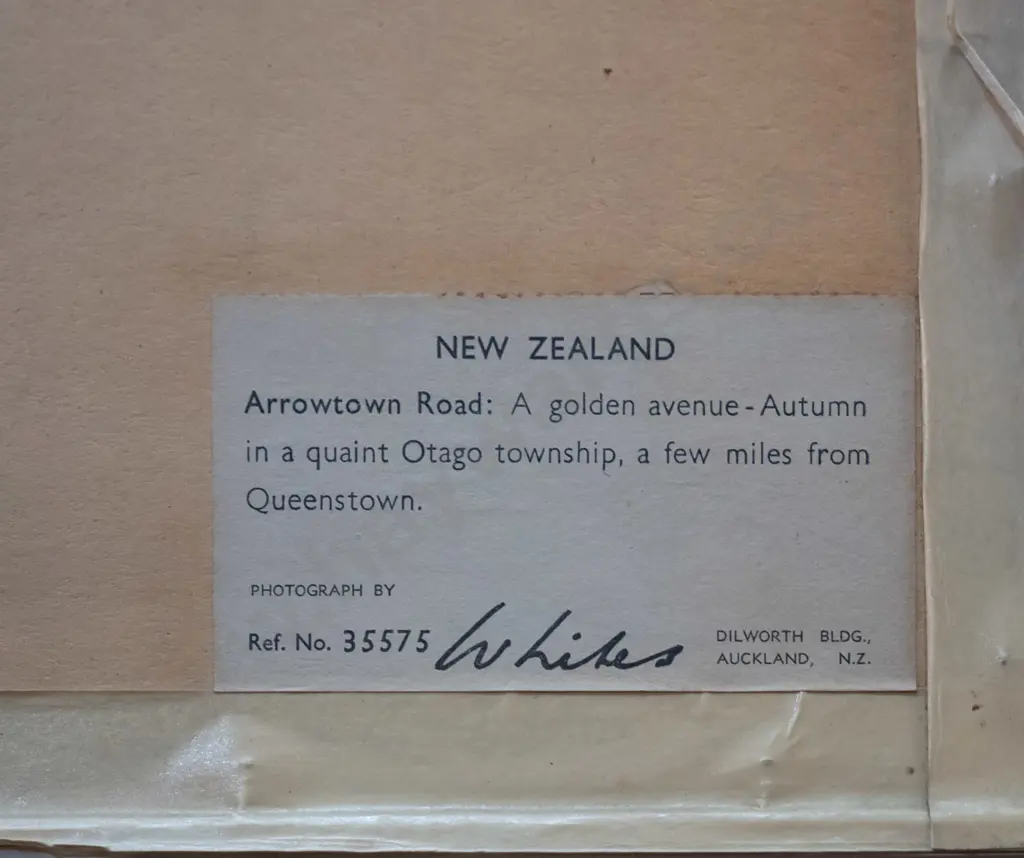 NEW ZEALAND
Arrowtown Road: A golden avenue - Autumn
in a quaint Otago township, a few miles from
Queenstown.
PHOTOGRAPH BY
Ref. No. 35575 Whites DILWORTH BLDG.,
AUCKLAND, N.Z.